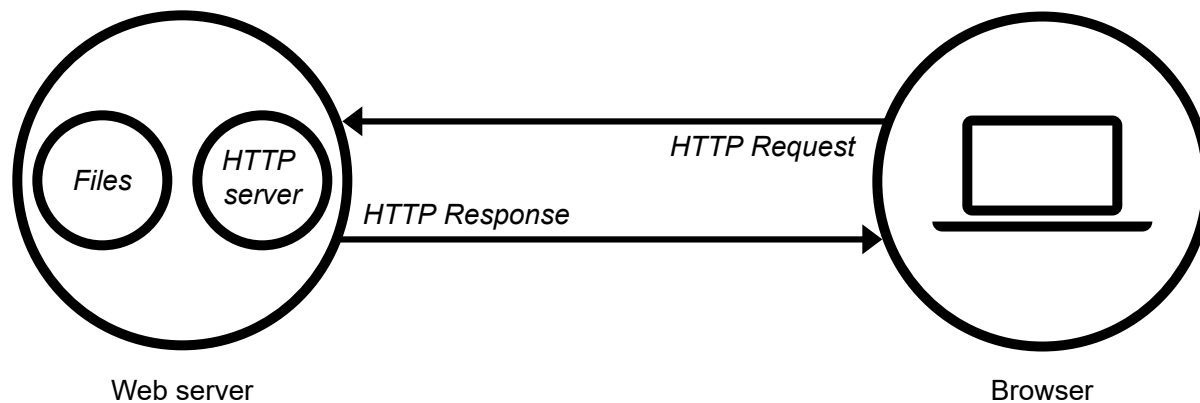 HTTP Request
Files
HTTP
server
HTTP Response
Web server
Browser